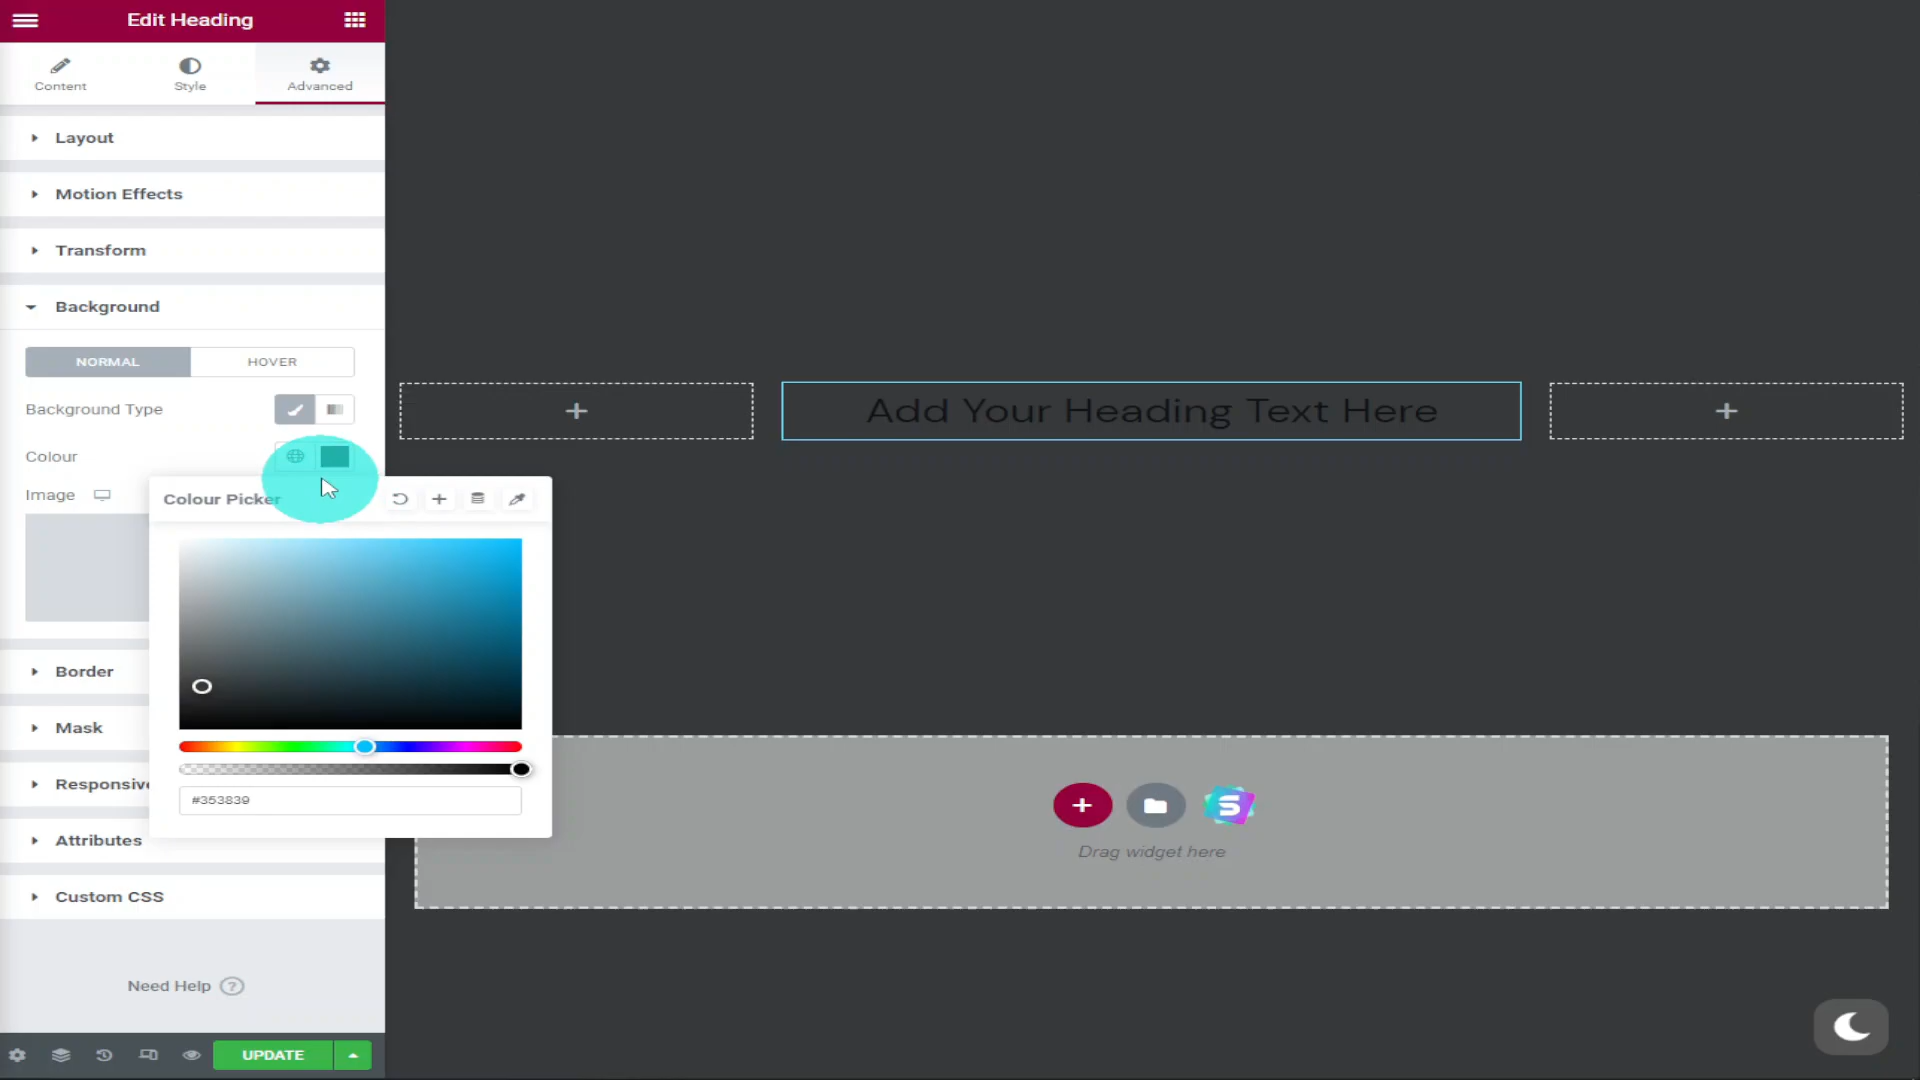 Edit Heading
Content
Style
Advanced
Layout
Motion Effects
Transform
Background
NORMAL
HOVER
Background Type
Colour
Image
Colour Picker
#353839
Border
Mask
Responsive
Attributes
Custom CSS
Need Help ?
UPDATE
Add Your Heading Text Here
Drag widget here